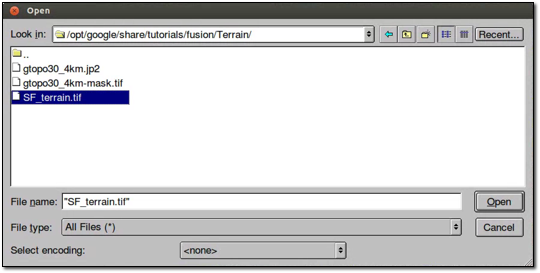 Open
Look in: /opt/google/share/tutorials/fusion/Terrain/ Recent...
..
gtopo30_4km.jp2
gtopo30_4km-mask.tif
SF_terrain.tif
File name: "SF_terrain.tif" Open
File type: All Files (*) Cancel
Select encoding: <none>